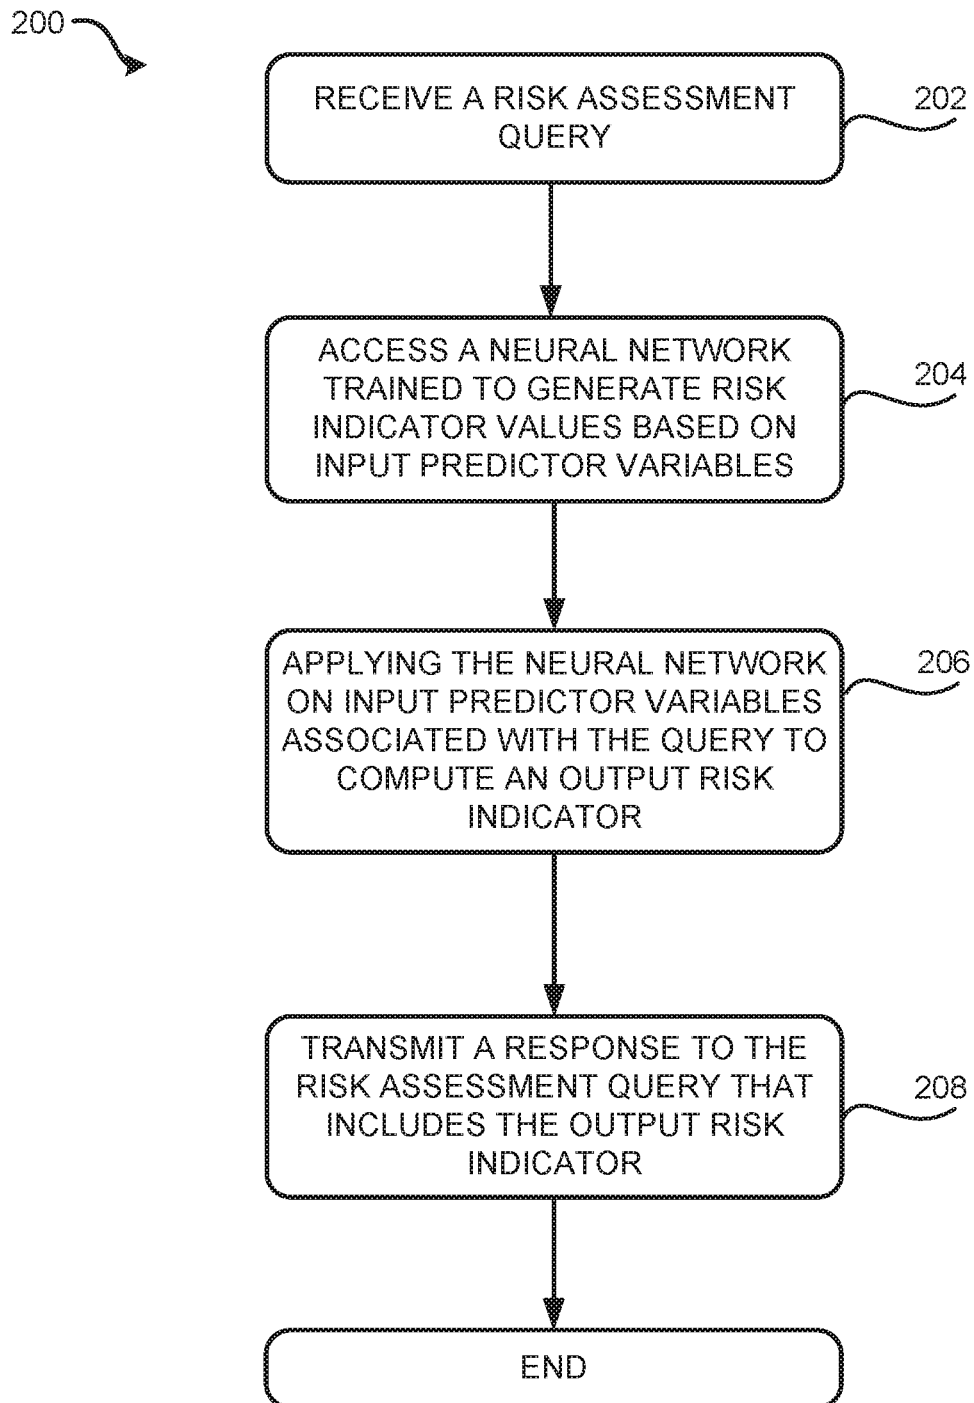 200
RECEIVE A RISK ASSESSMENT
QUERY
202
ACCESS A NEURAL NETWORK
TRAINED TO GENERATE RISK
INDICATOR VALUES BASED ON
INPUT PREDICTOR VARIABLES
204
APPLYING THE NEURAL NETWORK
ON INPUT PREDICTOR VARIABLES
ASSOCIATED WITH THE QUERY TO
COMPUTE AN OUTPUT RISK
INDICATOR
206
TRANSMIT A RESPONSE TO THE
RISK ASSESSMENT QUERY THAT
INCLUDES THE OUTPUT RISK
INDICATOR
208
END